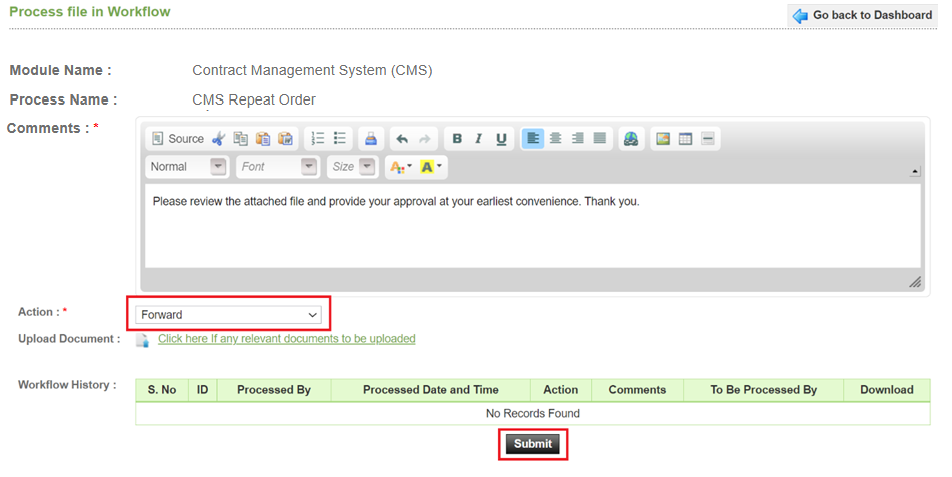 Process file in Workflow
Go back to Dashboard
Module Name : Contract Management System (CMS)
Process Name : CMS Repeat Order
Comments : *
Source B I U
Normal Font Size A A
Please review the attached file and provide your approval at your earliest convenience. Thank you.
Action : * Forward
Upload Document : Click here If any relevant documents to be uploaded
Workflow History : S. No ID Processed By Processed Date and Time Action Comments To Be Processed By Download
No Records Found
Submit